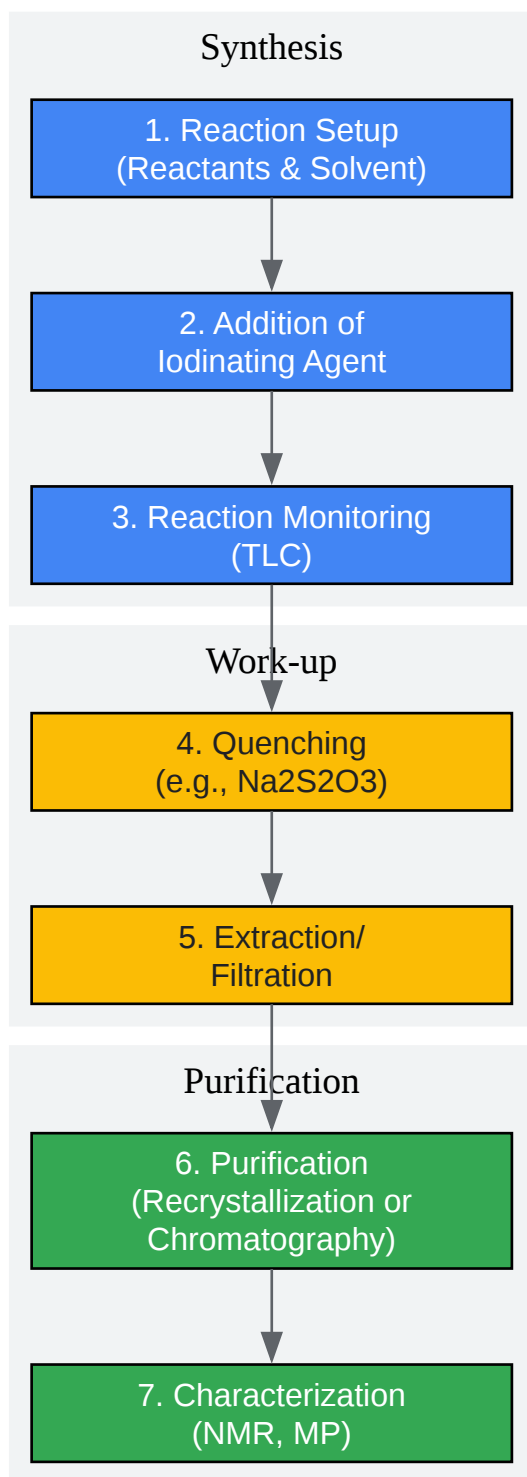 Synthesis
1. Reaction Setup
(Reactants & Solvent)
2. Addition of
Iodinating Agent
3. Reaction Monitoring
(TLC)
Work-up
4. Quenching
(e.g., Na2S2O3)
5. Extraction/
Filtration
Purification
6. Purification
(Recrystallization or
Chromatography)
7. Characterization
(NMR, MP)